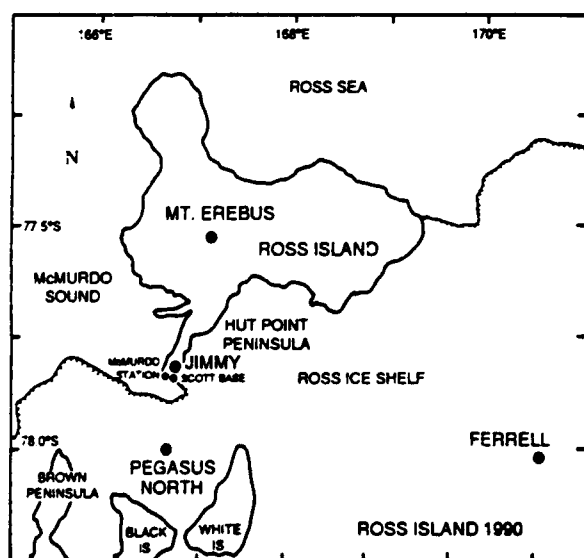 166°E
168°E
170°E
ROSS SEA
N
MT. EREBUS
77.5°S
ROSS ISLAND
McMURDO
SOUND
HUT POINT
PENINSULA
McMURDO
STATION
JIMMY
SCOTT BASE
ROSS ICE SHELF
FERRELL
78.0°S
PEGASUS
NORTH
BROWN
PENINSULA
BLACK
IS
WHITE
IS
ROSS ISLAND 1990